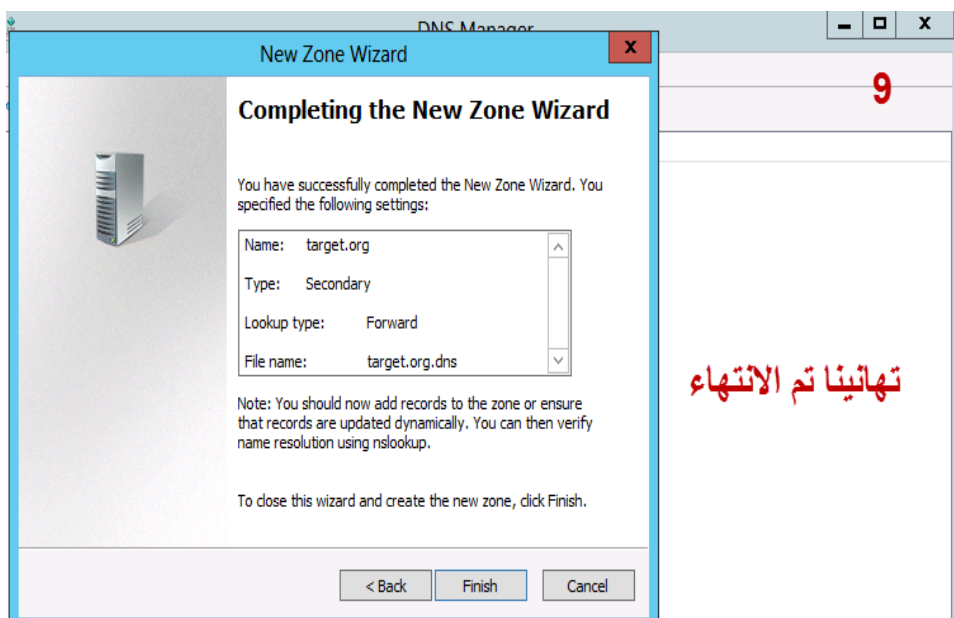 DNS Manager
New Zone Wizard
9
Completing the New Zone Wizard
You have successfully completed the New Zone Wizard. You
specified the following settings:
Name: target.org
Type: Secondary
Lookup type: Forward
File name: target.org.dns
تهانينا تم الانتهاء
Note: You should now add records to the zone or ensure
that records are updated dynamically. You can then verify
name resolution using nslookup.
To close this wizard and create the new zone, click Finish.
< Back
Finish
Cancel